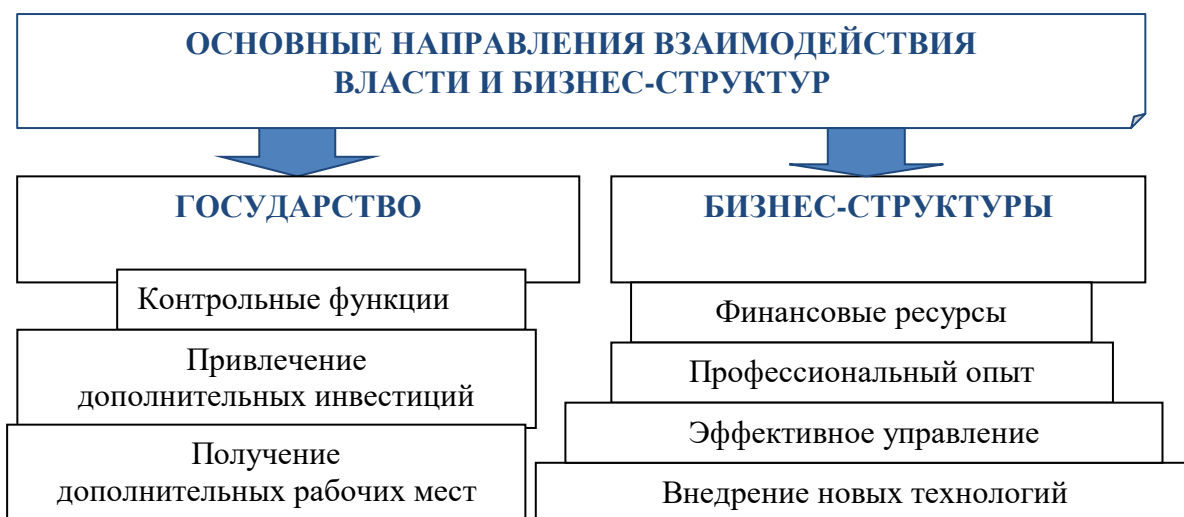 ОСНОВНЫЕ НАПРАВЛЕНИЯ ВЗАИМОДЕЙСТВИЯ
ВЛАСТИ И БИЗНЕС-СТРУКТУР
ГОСУДАРСТВО
Контрольные функции
Привлечение
дополнительных инвестиций
Получение
дополнительных рабочих мест
БИЗНЕС-СТРУКТУРЫ
Финансовые ресурсы
Профессиональный опыт
Эффективное управление
Внедрение новых технологий